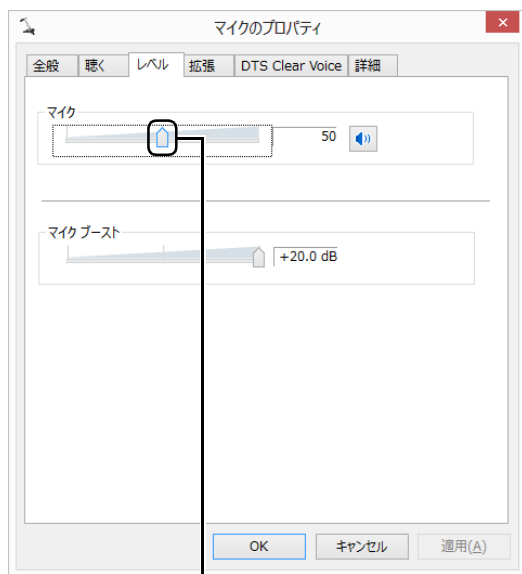 マイクのプロパティ
全般 聴く レベル 拡張 DTS Clear Voice 詳細
マイク
50
マイク ブースト
+20.0 dB
OK キャンセル 適用(A)